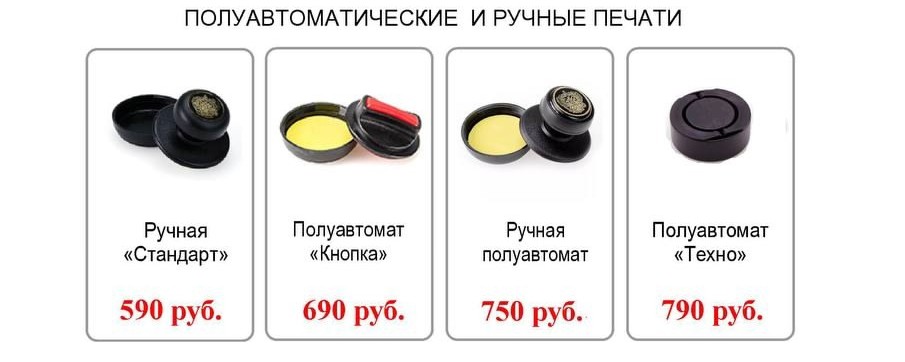 ПОЛУАВТОМАТИЧЕСКИЕ И РУЧНЫЕ ПЕЧАТИ
Ручная
«Стандарт»
590 руб.
Полуавтомат
«Кнопка»
690 руб.
Ручная
полуавтомат
750 руб.
Полуавтомат
«Техно»
790 руб.